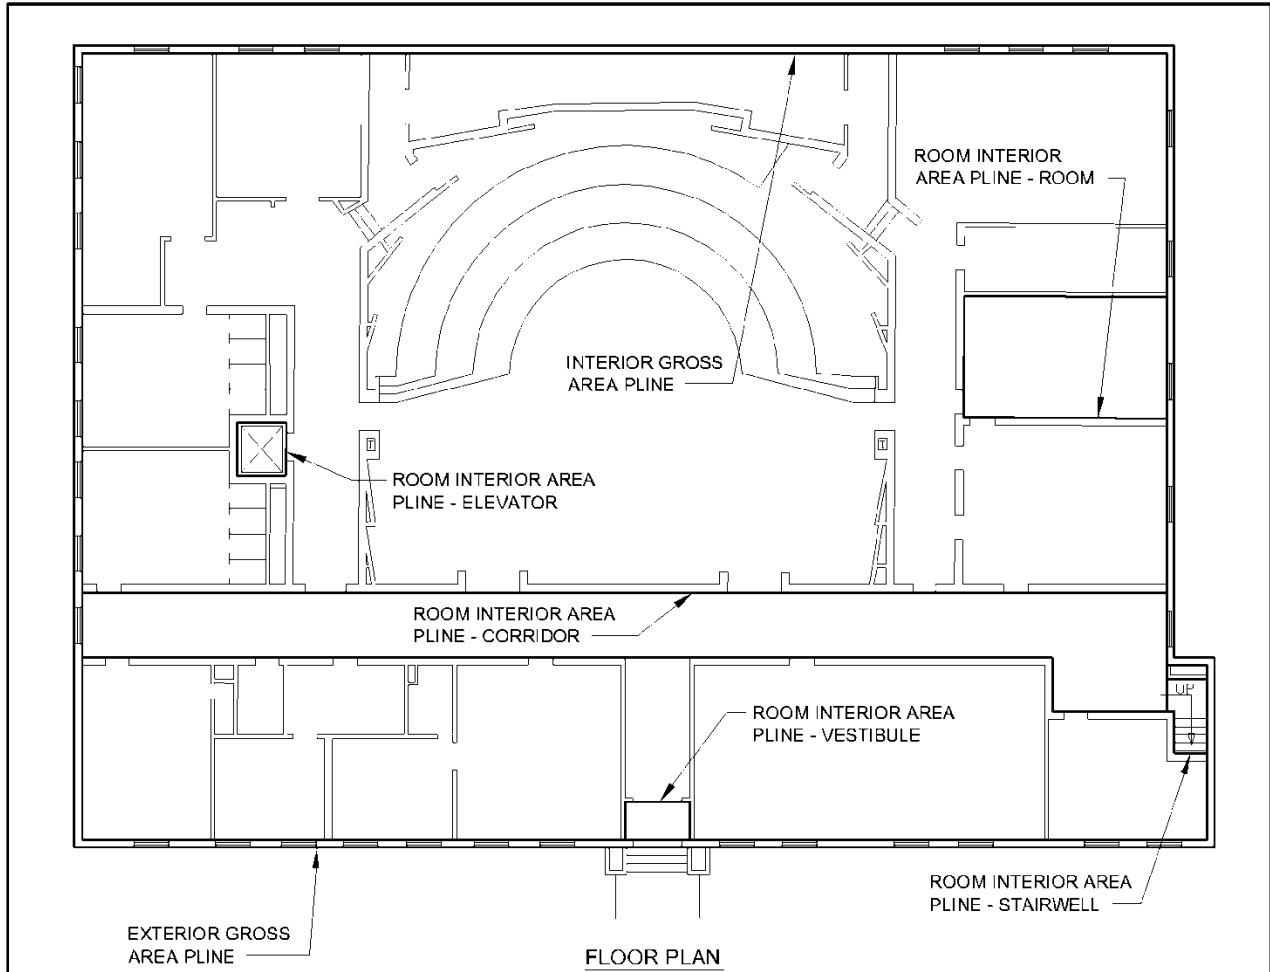 ROOM INTERIOR
AREA PLINE - ROOM
INTERIOR GROSS
AREA PLINE
ROOM INTERIOR AREA
PLINE - ELEVATOR
ROOM INTERIOR AREA
PLINE - CORRIDOR
UP
ROOM INTERIOR AREA
PLINE - VESTIBULE
ROOM INTERIOR AREA
PLINE - STAIRWELL
EXTERIOR GROSS
AREA PLINE
FLOOR PLAN